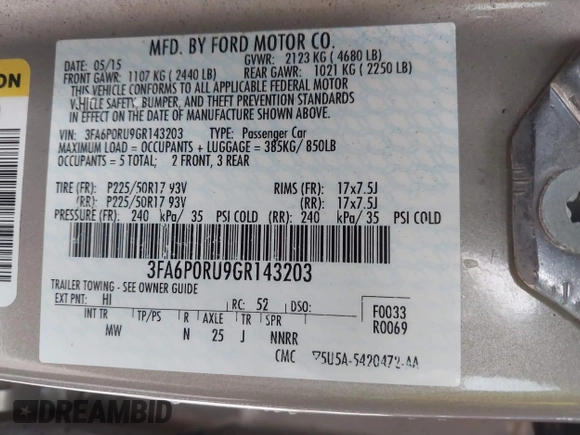 MFD. BY FORD MOTOR CO.
DATE: 05/15 GVWR: 2123 KG ( 4680 LB)
FRONT GAWR: 1107 KG ( 2440 LB) REAR GAWR: 1021 KG ( 2250 LB)
THIS VEHICLE CONFORMS TO ALL APPLICABLE FEDERAL MOTOR
VEHICLE SAFETY, BUMPER, AND THEFT PREVENTION STANDARDS
IN EFFECT ON THE DATE OF MANUFACTURE SHOWN ABOVE.
VIN: 3FA6P0RU9GR143203 TYPE: Passenger Car
MAXIMUM LOAD = OCCUPANTS + LUGGAGE = 385KG/ 850LB
OCCUPANTS = 5 TOTAL: 2 FRONT, 3 REAR
TIRE (FR): P225/50R17 93V RIMS (FR): 17x7.5J
(RR): P225/50R17 93V (RR): 17x7.5J
PRESSURE (FR): 240 kPa/ 35 PSI COLD (RR): 240 kPa/ 35 PSI COLD
3FA6P0RU9GR143203
TRAILER TOWING - SEE OWNER GUIDE
EXT PNT: HI RC: 52 DSO: F0033
INT TR TP/PS R AXLE TR SPR R0069
MW N 25 J NNRR
CMC 5U5A-5420472-AA
DREAMBID